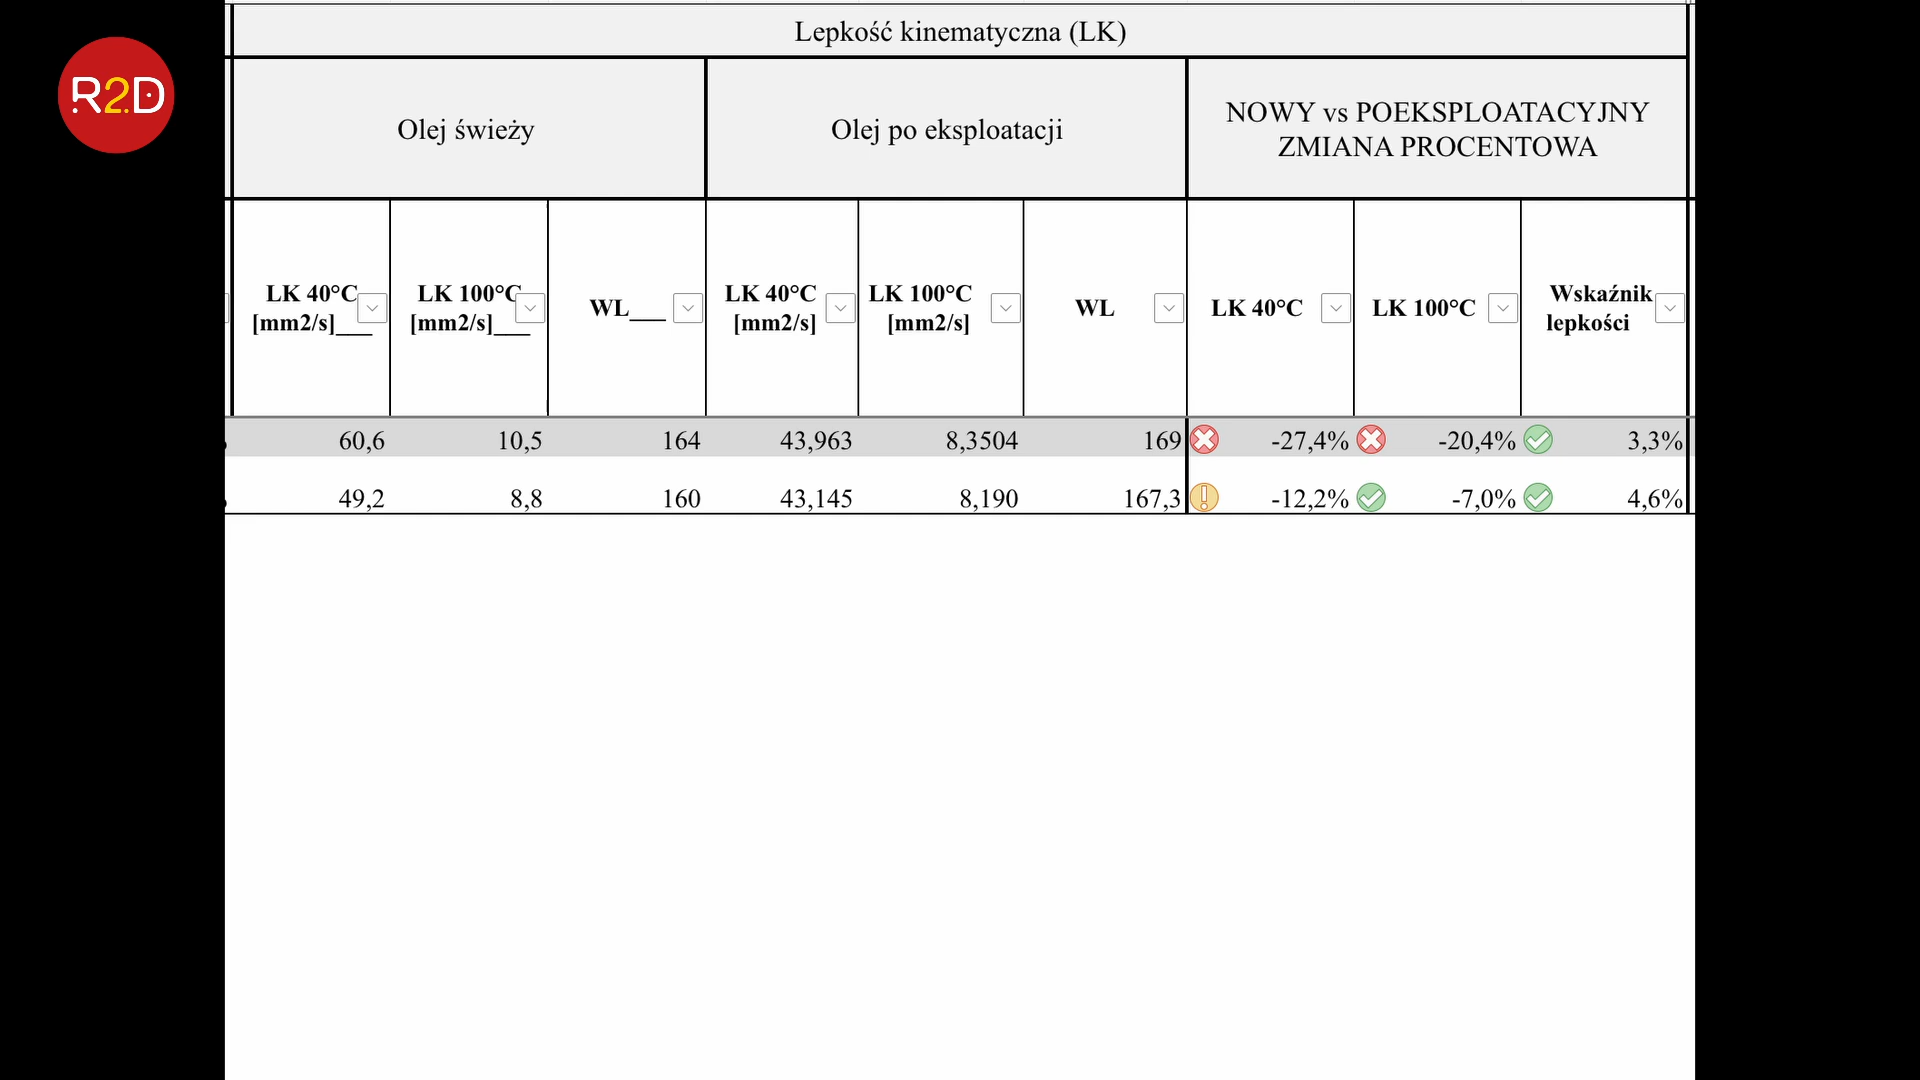 R2D
Lepkość kinematyczna (LK)
Olej świeży
Olej po eksploatacji
NOWY vs POEKSPLOATACYJNY
ZMIANA PROCENTOWA
LK 40°C
[mm2/s]___
LK 100°C
[mm2/s]___
WL___
LK 40°C
[mm2/s]
LK 100°C
[mm2/s]
WL
LK 40°C
LK 100°C
Wskaźnik
lepkości
60,6 10,5 164 43,963 8,3504 169 -27,4% -20,4% 3,3%
49,2 8,8 160 43,145 8,190 167,3 -12,2% -7,0% 4,6%